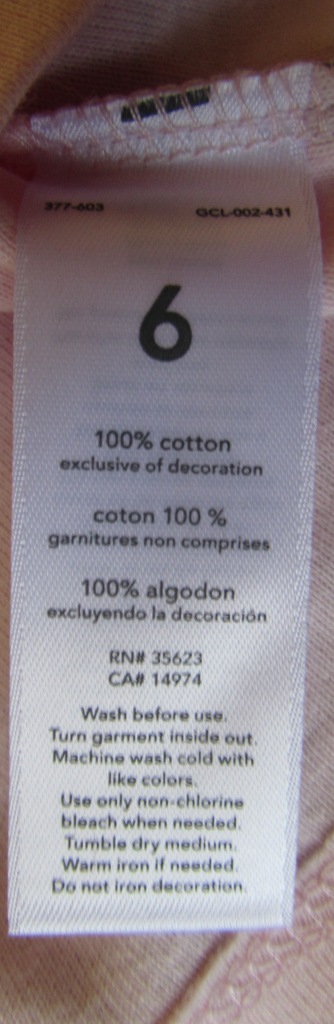 377-603 GCL-002-431
6
100% cotton
exclusive of decoration
coton 100 %
garnitures non comprises
100% algodon
excluyendo la decoración
RN# 35623
CA# 14974
Wash before use.
Turn garment inside out.
Machine wash cold with
like colors.
Use only non-chlorine
bleach when needed.
Tumble dry medium.
Warm iron if needed.
Do not iron decoration.